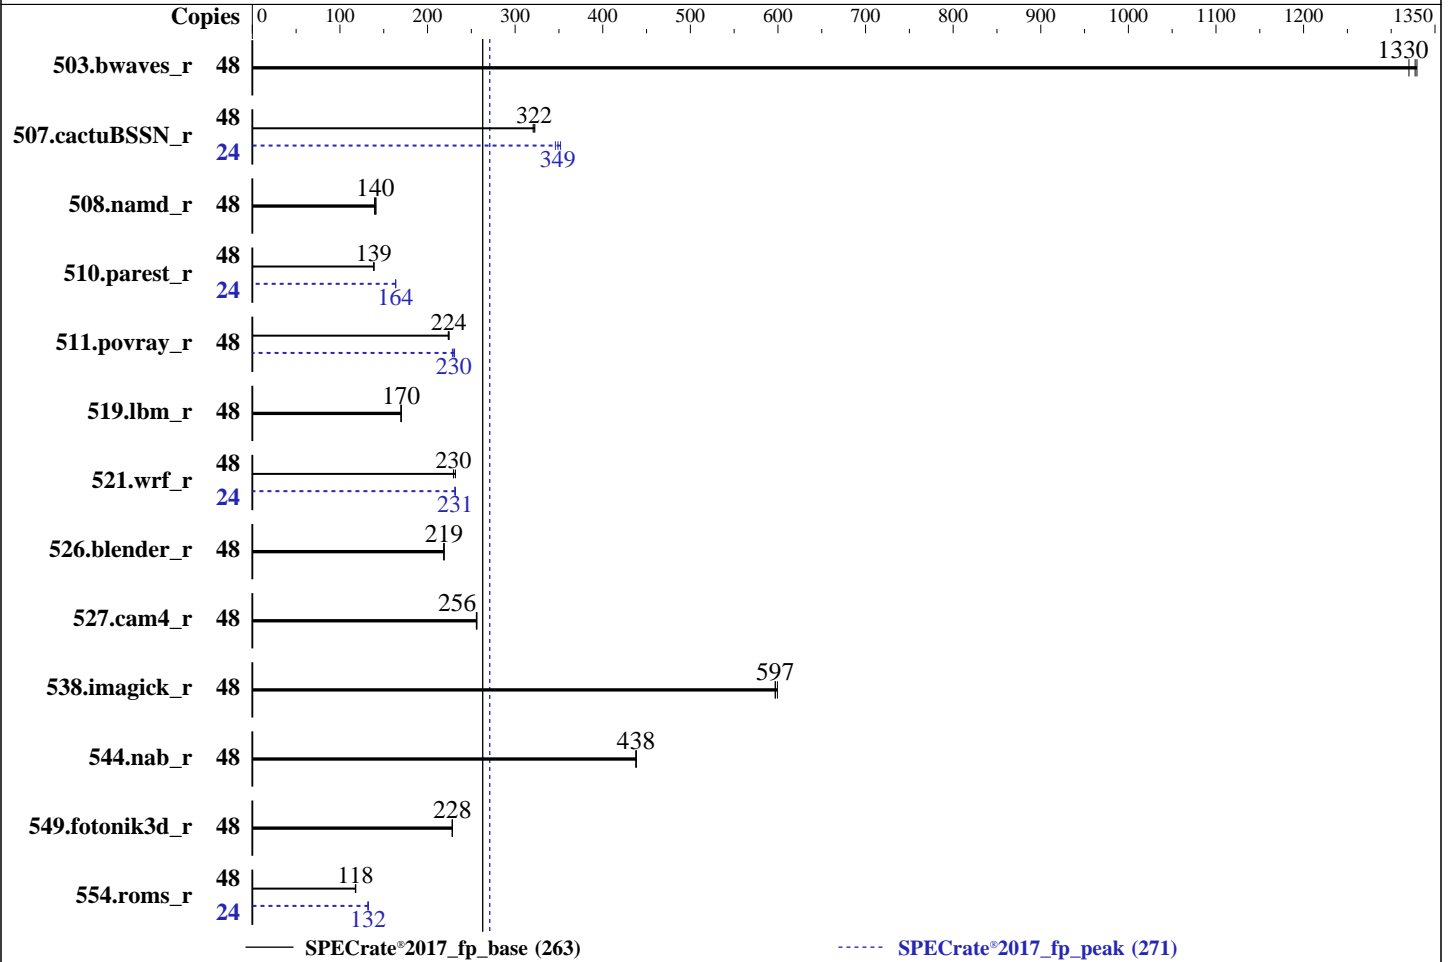 Copies 0 100 200 300 400 500 600 700 800 900 1000 1100 1200 1350
503.bwaves_r 48 1330
507.cactuBSSN_r 48 322
24 349
508.namd_r 48 140
510.parest_r 48 139
24 164
511.povray_r 48 224
230
519.lbm_r 48 170
521.wrf_r 48 230
24 231
526.blender_r 48 219
527.cam4_r 48 256
538.imagick_r 48 597
544.nab_r 48 438
549.fotonik3d_r 48 228
554.roms_r 48 118
24 132
SPECrate®2017_fp_base (263) SPECrate®2017_fp_peak (271)